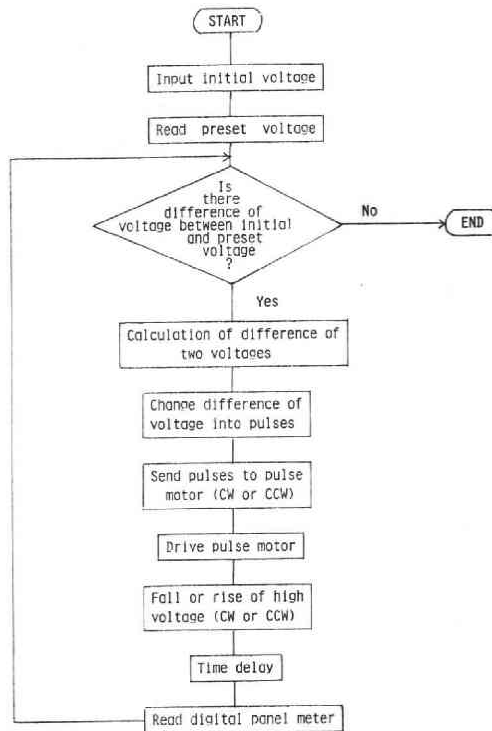 START
Input initial voltage
Read preset voltage
Is
there
difference of
voltage between initial
and preset
voltage
?
No
END
Yes
Calculation of difference of
two voltages
Change difference of
voltage into pulses
Send pulses to pulse
motor (CW or CCW)
Drive pulse motor
Fall or rise of high
voltage (CW or CCW)
Time delay
Read digital panel meter